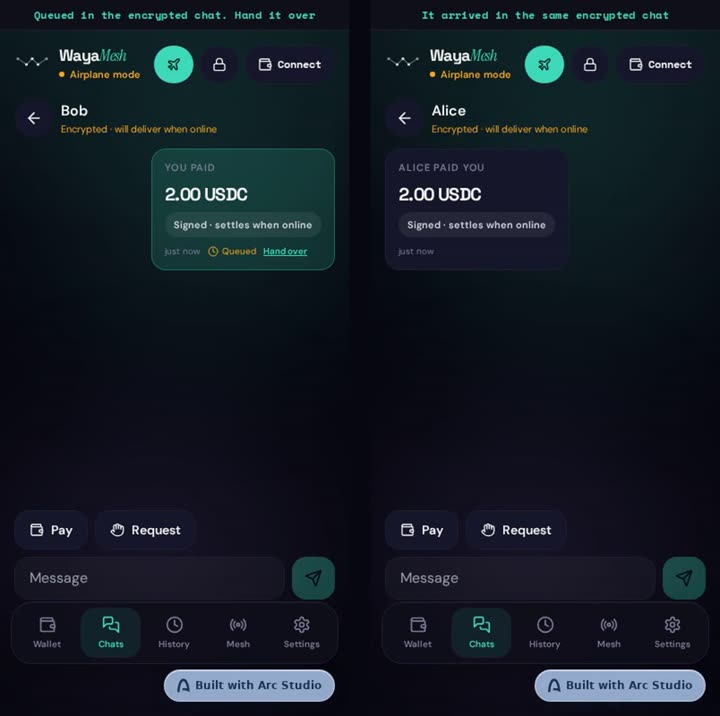 Queued in the encrypted chat. Hand it over
WayaMesh
Airplane mode
Connect
Bob
Encrypted · will deliver when online
YOU PAID
2.00 USDC
Signed · settles when online
just now Queued Hand over
Pay Request
Message
Wallet Chats History Mesh Settings
Built with Arc Studio
It arrived in the same encrypted chat
WayaMesh
Airplane mode
Connect
Alice
Encrypted · will deliver when online
ALICE PAID YOU
2.00 USDC
Signed · settles when online
just now
Pay Request
Message
Wallet Chats History Mesh Settings
Built with Arc Studio